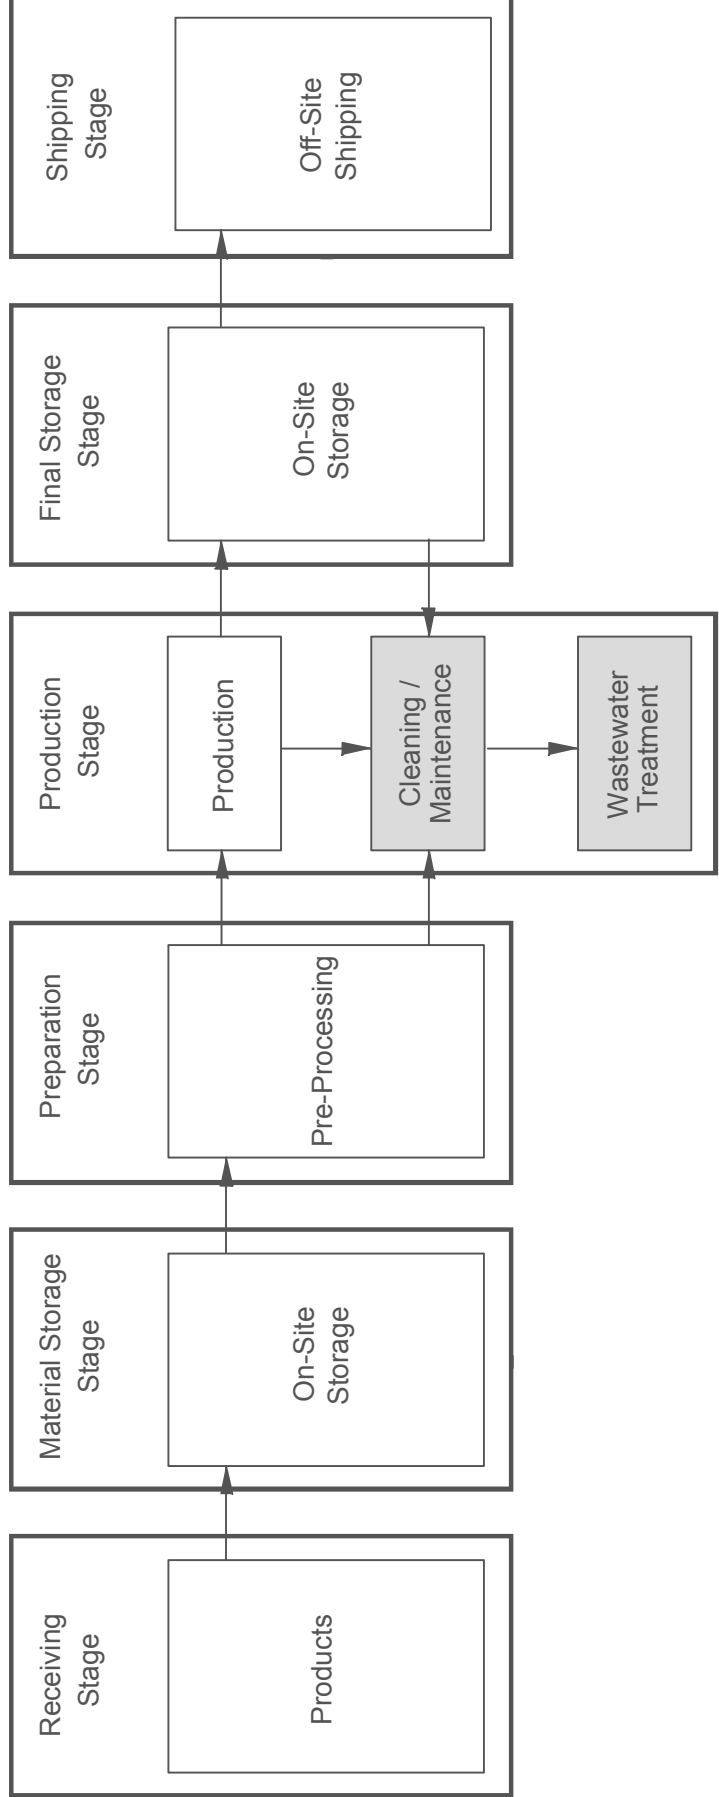 Receiving
Stage
Products
Material Storage
Stage
On-Site
Storage
Preparation
Stage
Pre-Processing
Production
Stage
Production
Cleaning /
Maintenance
Wastewater
Treatment
Final Storage
Stage
On-Site
Storage
Shipping
Stage
Off-Site
Shipping